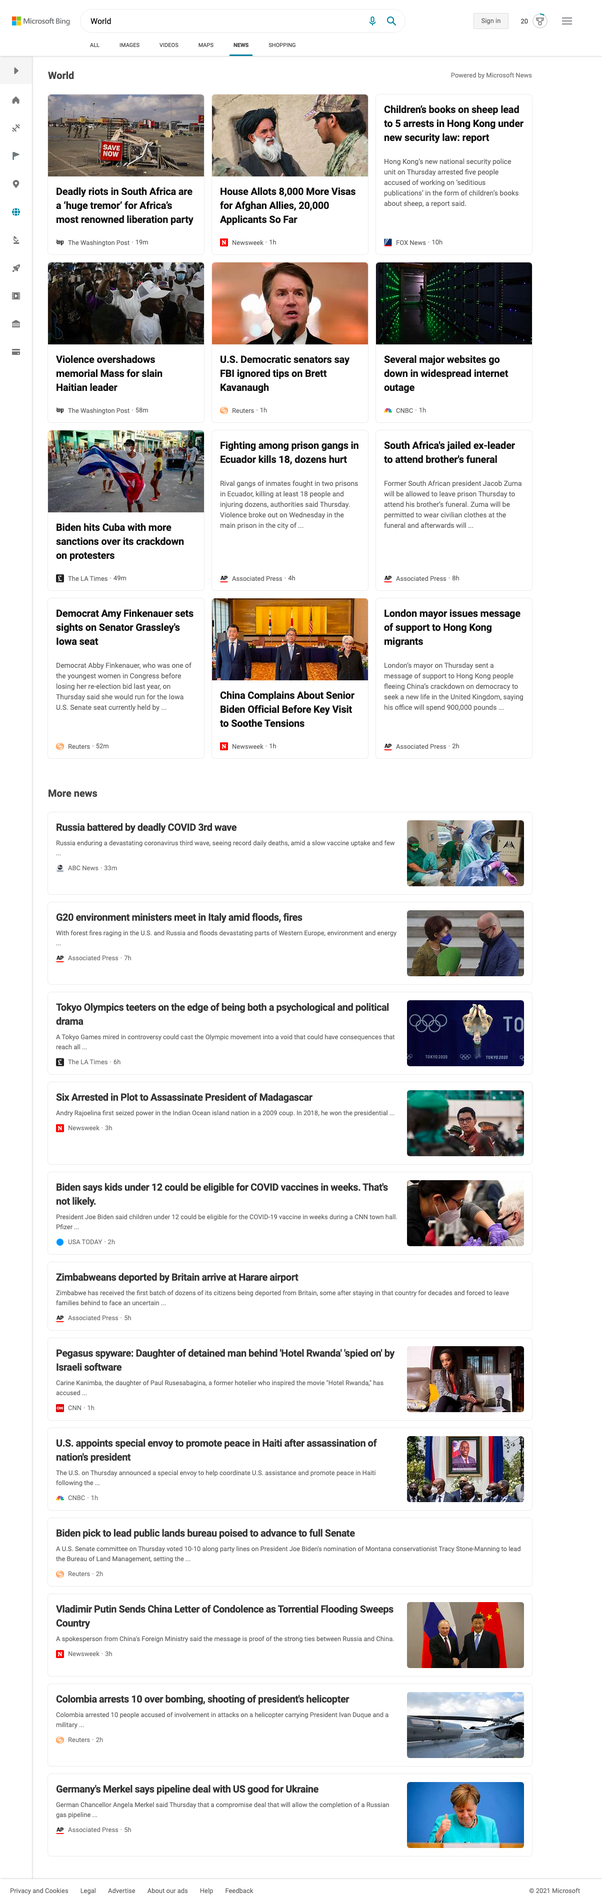 Microsoft Bing
World
Sign in
20
ALL
IMAGES
VIDEOS
MAPS
NEWS
SHOPPING
World
Powered by Microsoft News
SAVE NOW
Deadly riots in South Africa are
a ‘huge tremor’ for Africa’s
most renowned liberation party
The Washington Post · 19m
House Allots 8,000 More Visas
for Afghan Allies, 20,000
Applicants So Far
Newsweek · 1h
Children’s books on sheep lead
to 5 arrests in Hong Kong under
new security law: report
Hong Kong’s new national security police
unit on Thursday arrested five people
accused of working on ‘seditious
publications’ in the form of children’s books
about sheep, a report said.
FOX News · 10h
Violence overshadows
memorial Mass for slain
Haitian leader
The Washington Post · 58m
U.S. Democratic senators say
FBI ignored tips on Brett
Kavanaugh
Reuters · 1h
Several major websites go
down in widespread internet
outage
CNBC · 1h
Biden hits Cuba with more
sanctions over its crackdown
on protesters
The LA Times · 49m
Fighting among prison gangs in
Ecuador kills 18, dozens hurt
Rival gangs of inmates fought in two prisons
in Ecuador, killing at least 18 people and
injuring dozens, authorities said Thursday.
Violence broke out on Wednesday in the
main prison in the city of ...
AP Associated Press · 4h
South Africa’s jailed ex-leader
to attend brother’s funeral
Former South African president Jacob Zuma
will be allowed to leave prison Thursday to
attend his brother’s funeral. Zuma will be
permitted to wear civilian clothes at the
funeral and afterwards will ...
AP Associated Press · 8h
Democrat Amy Finkenauer sets
sights on Senator Grassley's
Iowa seat
Democrat Abby Finkenauer, who was one of
the youngest women in Congress before
losing her re-election bid last year, on
Thursday said she would run for the Iowa
U.S. Senate seat currently held by ...
Reuters · 52m
China Complains About Senior
Biden Official Before Key Visit
to Soothe Tensions
Newsweek · 1h
London mayor issues message
of support to Hong Kong
migrants
London’s mayor on Thursday sent a
message of support to Hong Kong people
fleeing China’s crackdown on democracy to
seek a new life in the United Kingdom, saying
his office will spend 900,000 pounds ...
AP Associated Press · 2h
More news
Russia battered by deadly COVID 3rd wave
Russia enduring a devastating coronavirus third wave, seeing record daily deaths, amid a slow vaccine uptake and few
...
ABC News · 33m
G20 environment ministers meet in Italy amid floods, fires
With forest fires raging in the U.S. and Russia and floods devastating parts of Western Europe, environment and energy
...
AP Associated Press · 7h
Tokyo Olympics teeters on the edge of being both a psychological and political
drama
A Tokyo Games mired in controversy could cast the Olympic movement into a void that could have consequences that
reach all ...
The LA Times · 6h
TO
TOKYO 2020
TOKYO 2020
Six Arrested in Plot to Assassinate President of Madagascar
Andry Rajoelina first seized power in the Indian Ocean island nation in a 2009 coup. In 2018, he won the presidential ...
Newsweek · 3h
Biden says kids under 12 could be eligible for COVID vaccines in weeks. That's
not likely.
President Joe Biden said children under 12 could be eligible for the COVID-19 vaccine in weeks during a CNN town hall.
Pfizer ...
USA TODAY · 2h
Zimbabweans deported by Britain arrive at Harare airport
Zimbabwe has received the first batch of dozens of its citizens being deported from Britain, some after staying in that country for decades and forced to leave
families behind to face an uncertain ...
AP Associated Press · 5h
Pegasus spyware: Daughter of detained man behind 'Hotel Rwanda' 'spied on' by
Israeli software
Carine Kanimba, the daughter of Paul Rusesabagina, a former hotelier who inspired the movie "Hotel Rwanda," has
accused ...
CNN CNN · 1h
U.S. appoints special envoy to promote peace in Haiti after assassination of
nation's president
The U.S. on Thursday announced a special envoy to help coordinate U.S. assistance and promote peace in Haiti
following the ...
CNBC · 1h
Biden pick to lead public lands bureau poised to advance to full Senate
A U.S. Senate committee on Thursday voted 10-10 along party lines on President Joe Biden's nomination of Montana conservationist Tracy Stone-Manning to lead
the Bureau of Land Management, setting the ...
Reuters · 2h
Vladimir Putin Sends China Letter of Condolence as Torrential Flooding Sweeps
Country
A spokesperson from China's Foreign Ministry said the message is proof of the strong ties between Russia and China.
Newsweek · 3h
Colombia arrests 10 over bombing, shooting of president's helicopter
Colombia arrested 10 people accused of involvement in attacks on a helicopter carrying President Ivan Duque and a
military ...
Reuters · 2h
Germany's Merkel says pipeline deal with US good for Ukraine
German Chancellor Angela Merkel said Thursday that a compromise deal that will allow the completion of a Russian
gas pipeline ...
AP Associated Press · 5h
Privacy and Cookies
Legal
Advertise
About our ads
Help
Feedback
© 2021 Microsoft